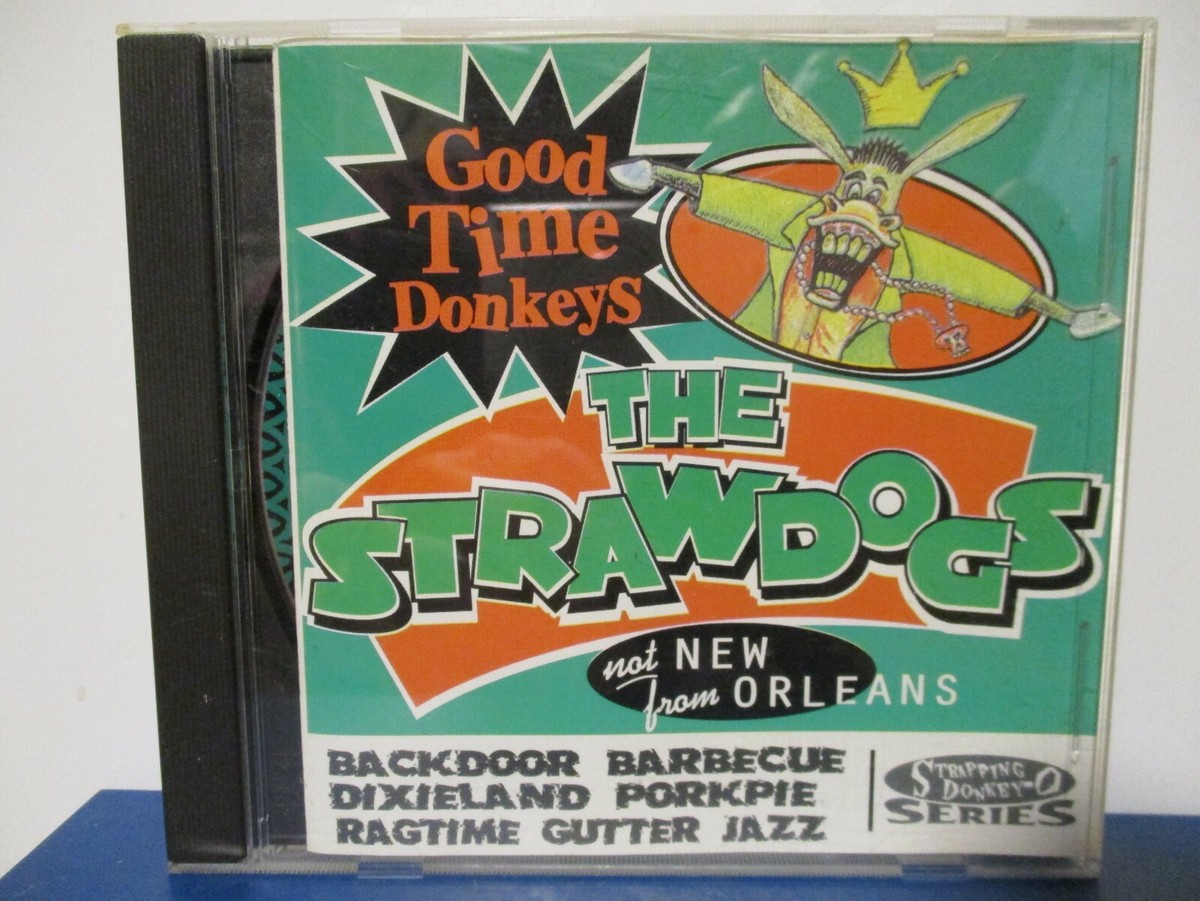 Good
Time
Donkeys
THE
STRAWDOGS
not NEW
from ORLEANS
BACKDOOR BARBECUE
DIXIELAND PORKPIE
RAGTIME GUTTER JAZZ
STRAPPING
DONKEY-O
SERIES